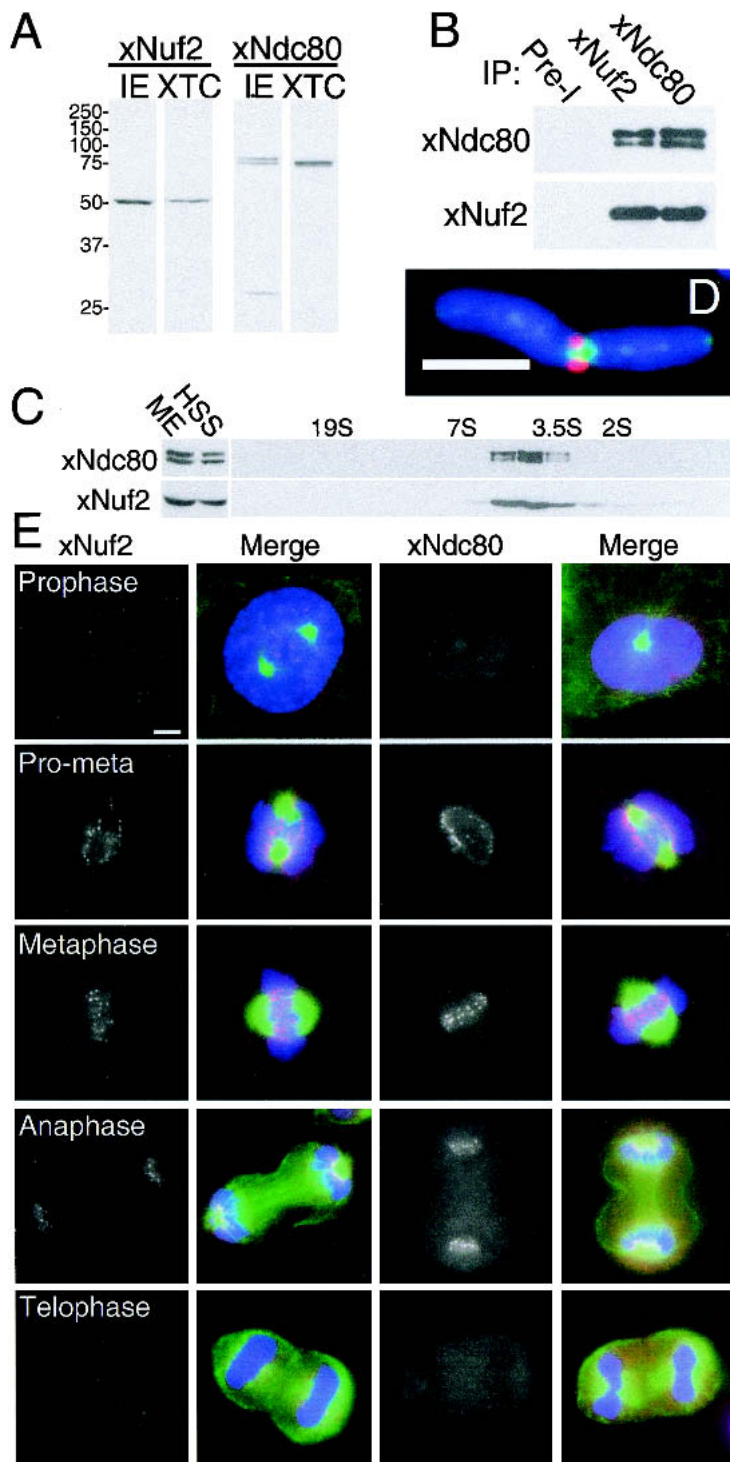 A
xNuf2 xNdc80
IE XTC IE XTC
250-
150-
100-
75-
50-
37-
25-
B
IP: Pre-I xNuf2 xNdc80
xNdc80
xNuf2
D
C
ME HSS 19S 7S 3.5S 2S
xNdc80
xNuf2
E
xNuf2 Merge xNdc80 Merge
Prophase
Pro-meta
Metaphase
Anaphase
Telophase